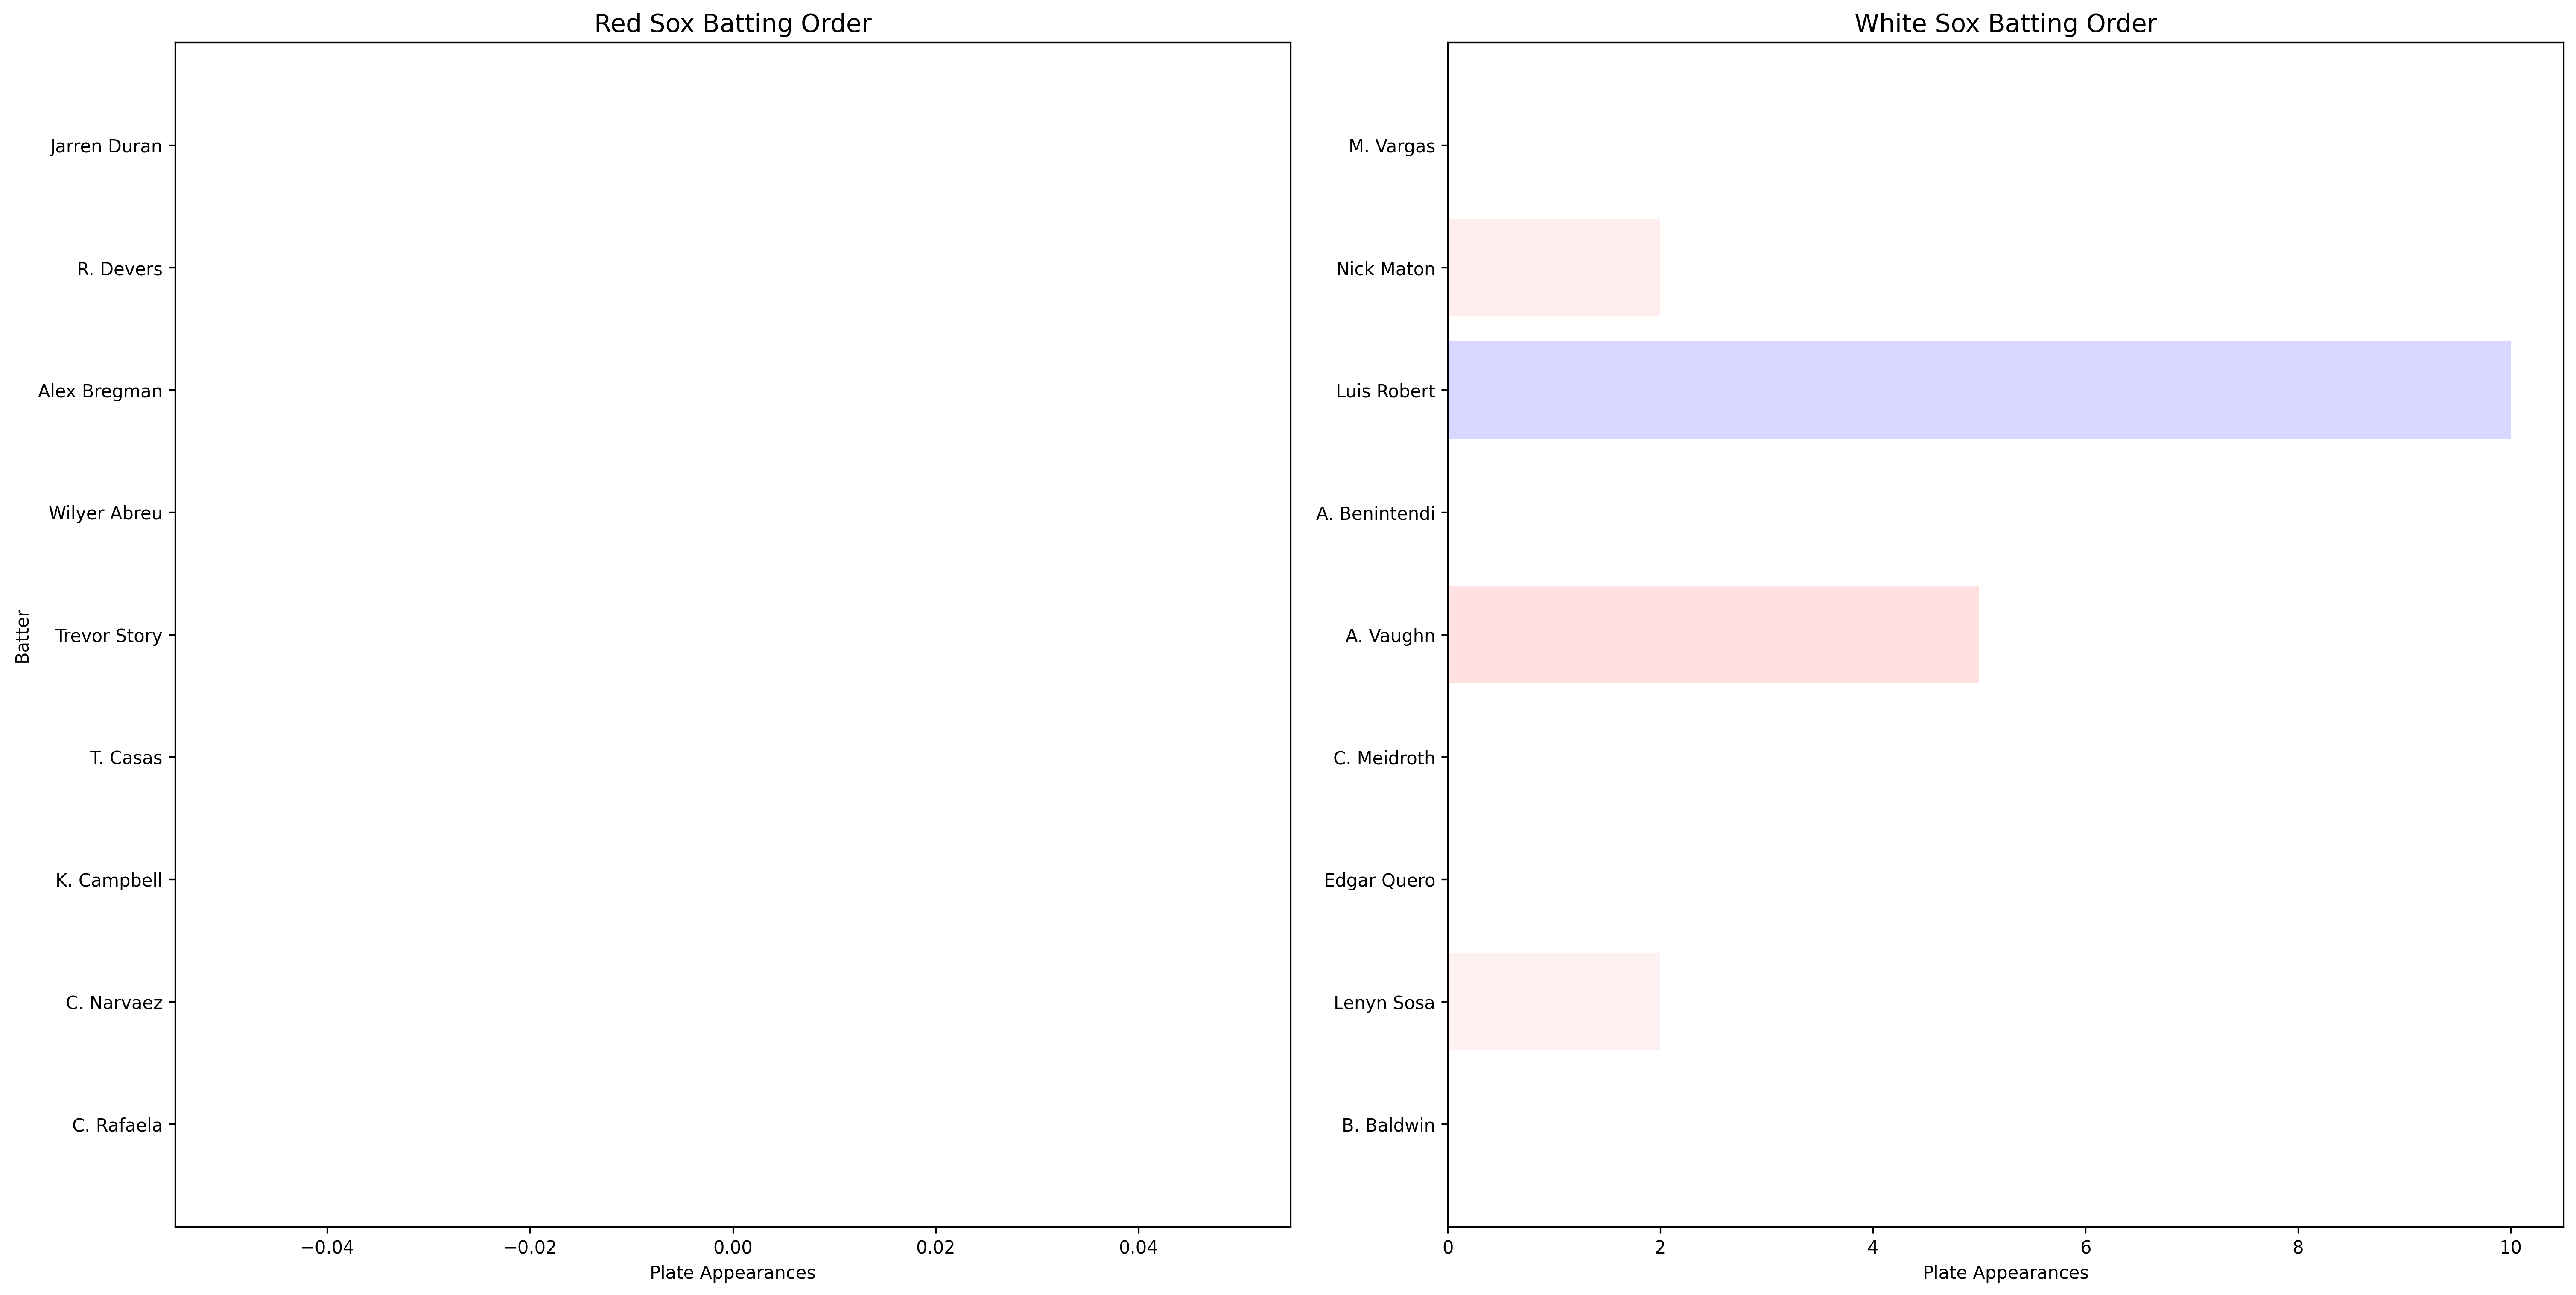 Red Sox Batting Order
Batter
Jarren Duran
R. Devers
Alex Bregman
Wilyer Abreu
Trevor Story
T. Casas
K. Campbell
C. Narvaez
C. Rafaela
−0.04 −0.02 0.00 0.02 0.04
Plate Appearances
White Sox Batting Order
M. Vargas
Nick Maton
Luis Robert
A. Benintendi
A. Vaughn
C. Meidroth
Edgar Quero
Lenyn Sosa
B. Baldwin
0 2 4 6 8 10
Plate Appearances